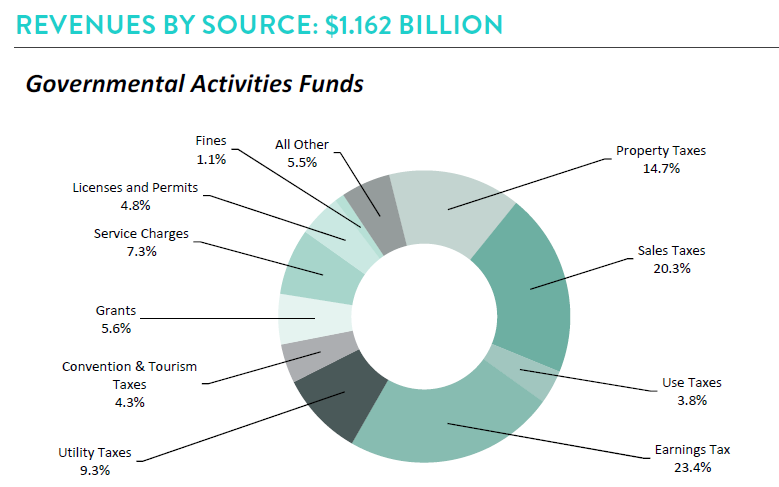 REVENUES BY SOURCE: $1.162 BILLION
Governmental Activities Funds
Fines
1.1%
All Other
5.5%
Property Taxes
14.7%
Licenses and Permits
4.8%
Service Charges
7.3%
Sales Taxes
20.3%
Grants
5.6%
Convention & Tourism
Taxes
4.3%
Use Taxes
3.8%
Utility Taxes
9.3%
Earnings Tax
23.4%